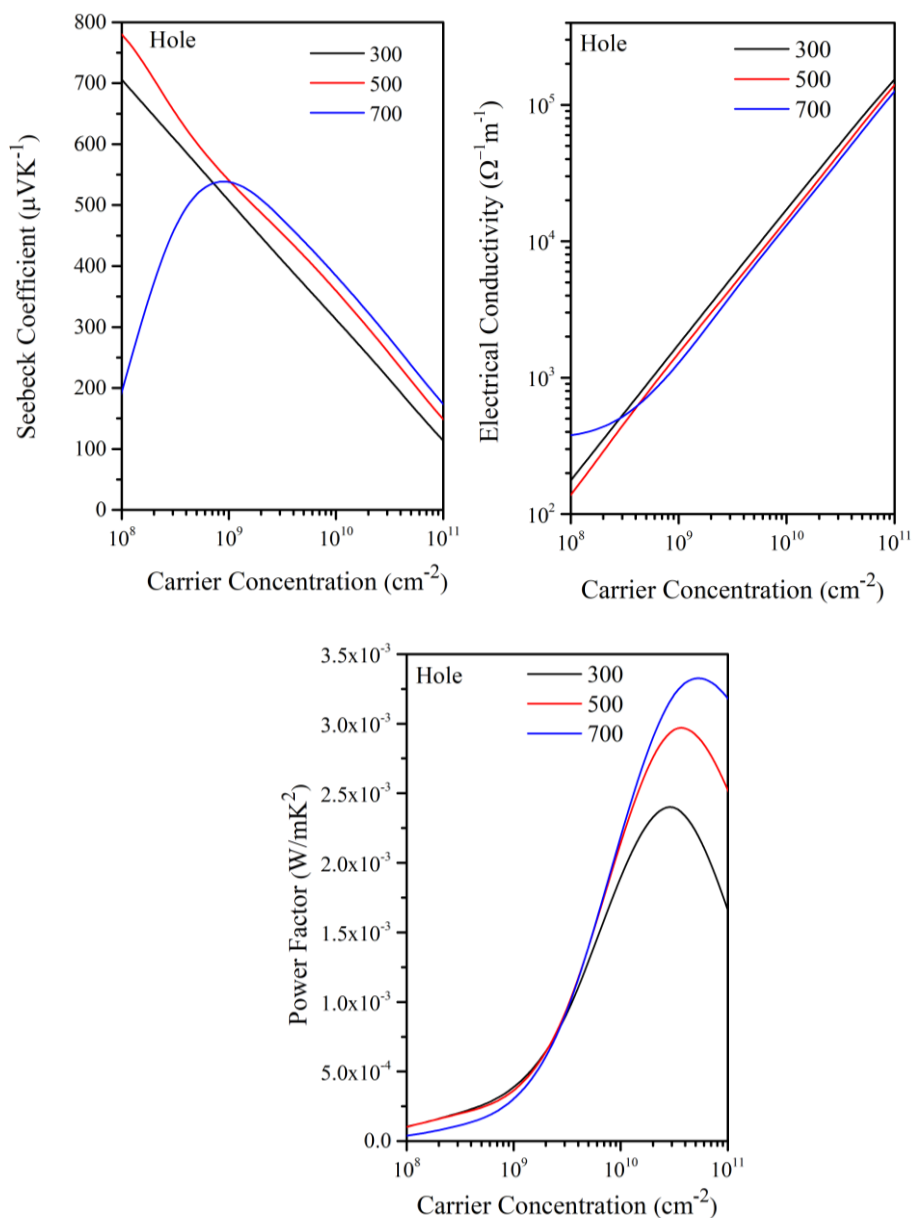 Hole
300
500
700
800
700
600
500
400
300
200
100
0
Seebeck Coefficient (µVK⁻¹)
10⁸ 10⁹ 10¹⁰ 10¹¹
Carrier Concentration (cm⁻²)
Hole
300
500
700
10⁵
10⁴
10³
10²
Electrical Conductivity (Ω⁻¹m⁻¹)
10⁸ 10⁹ 10¹⁰ 10¹¹
Carrier Concentration (cm⁻²)
Hole
300
500
700
3.5x10⁻³
3.0x10⁻³
2.5x10⁻³
2.0x10⁻³
1.5x10⁻³
1.0x10⁻³
5.0x10⁻⁴
0.0
Power Factor (W/mK²)
10⁸ 10⁹ 10¹⁰ 10¹¹
Carrier Concentration (cm⁻²)